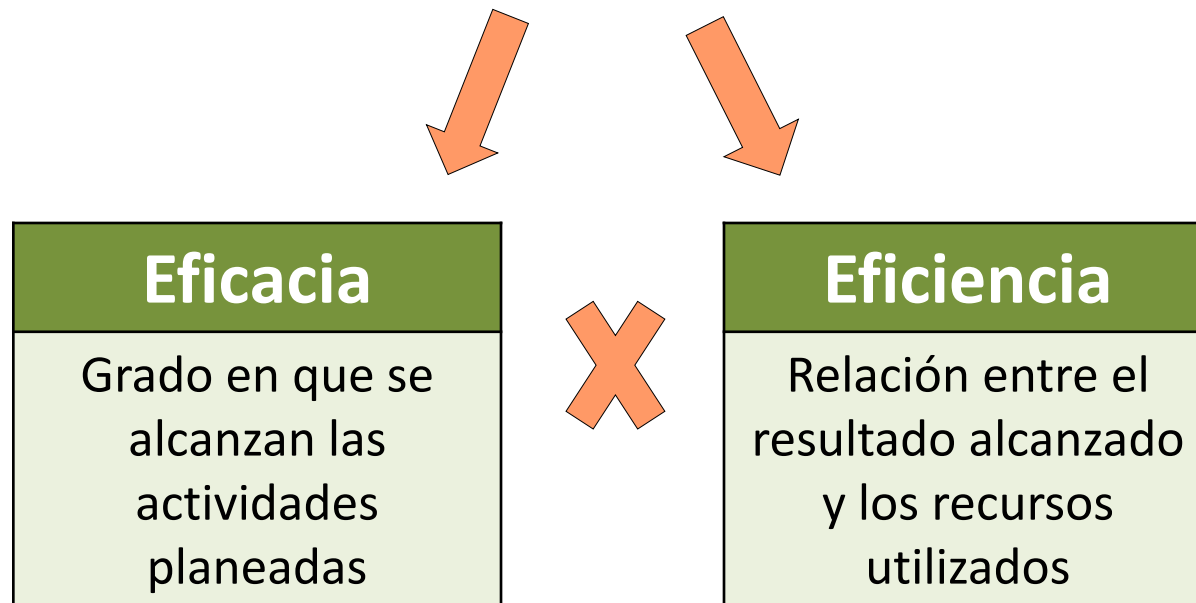 Eficacia
Grado en que se
alcanzan las
actividades
planeadas
Eficiencia
Relación entre el
resultado alcanzado
y los recursos
utilizados